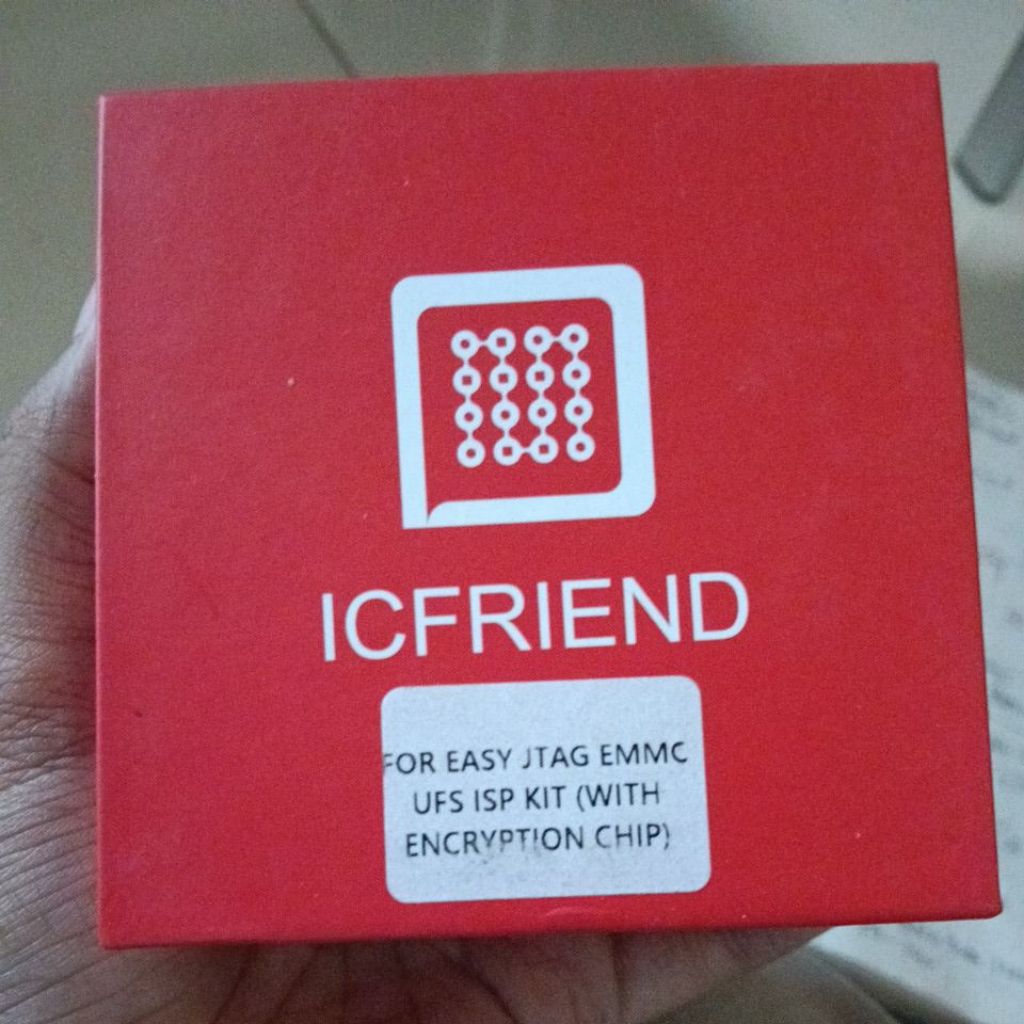 ICFRIEND
FOR EASY JTAG EMMC
UFS ISP KIT (WITH
ENCRYPTION CHIP)